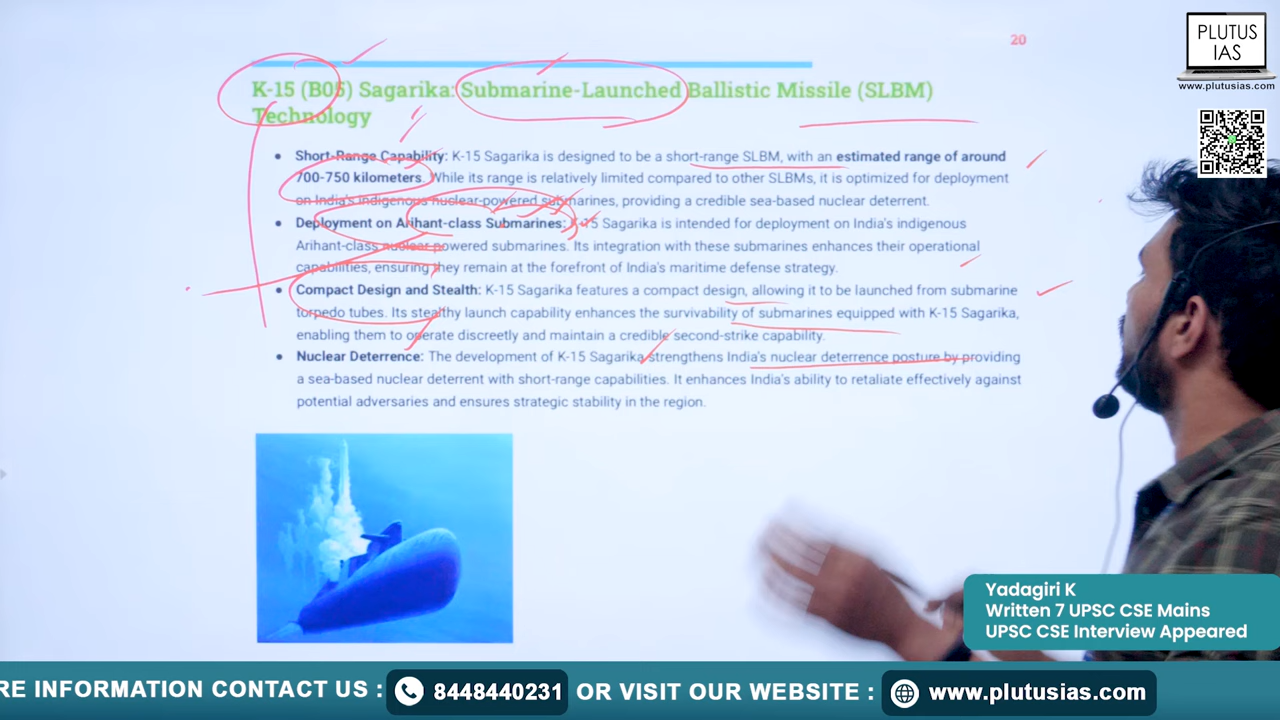 20
PLUTUS
IAS
www.plutusias.com
K-15 (B05) Sagarika: Submarine-Launched Ballistic Missile (SLBM)
Technology
• Short-Range Capability: K-15 Sagarika is designed to be a short-range SLBM, with an estimated range of around
700-750 kilometers. While its range is relatively limited compared to other SLBMs, it is optimized for deployment
on India's indigenous nuclear-powered submarines, providing a credible sea-based nuclear deterrent.
• Deployment on Arihant-class Submarines: K-15 Sagarika is intended for deployment on India's indigenous
Arihant-class nuclear-powered submarines. Its integration with these submarines enhances their operational
capabilities, ensuring they remain at the forefront of India's maritime defense strategy.
• Compact Design and Stealth: K-15 Sagarika features a compact design, allowing it to be launched from submarine
torpedo tubes. Its stealthy launch capability enhances the survivability of submarines equipped with K-15 Sagarika,
enabling them to operate discreetly and maintain a credible second-strike capability.
• Nuclear Deterrence: The development of K-15 Sagarika strengthens India's nuclear deterrence posture by providing
a sea-based nuclear deterrent with short-range capabilities. It enhances India's ability to retaliate effectively against
potential adversaries and ensures strategic stability in the region.
Yadagiri K
Written 7 UPSC CSE Mains
UPSC CSE Interview Appeared
RE INFORMATION CONTACT US : 8448440231 OR VISIT OUR WEBSITE : www.plutusias.com